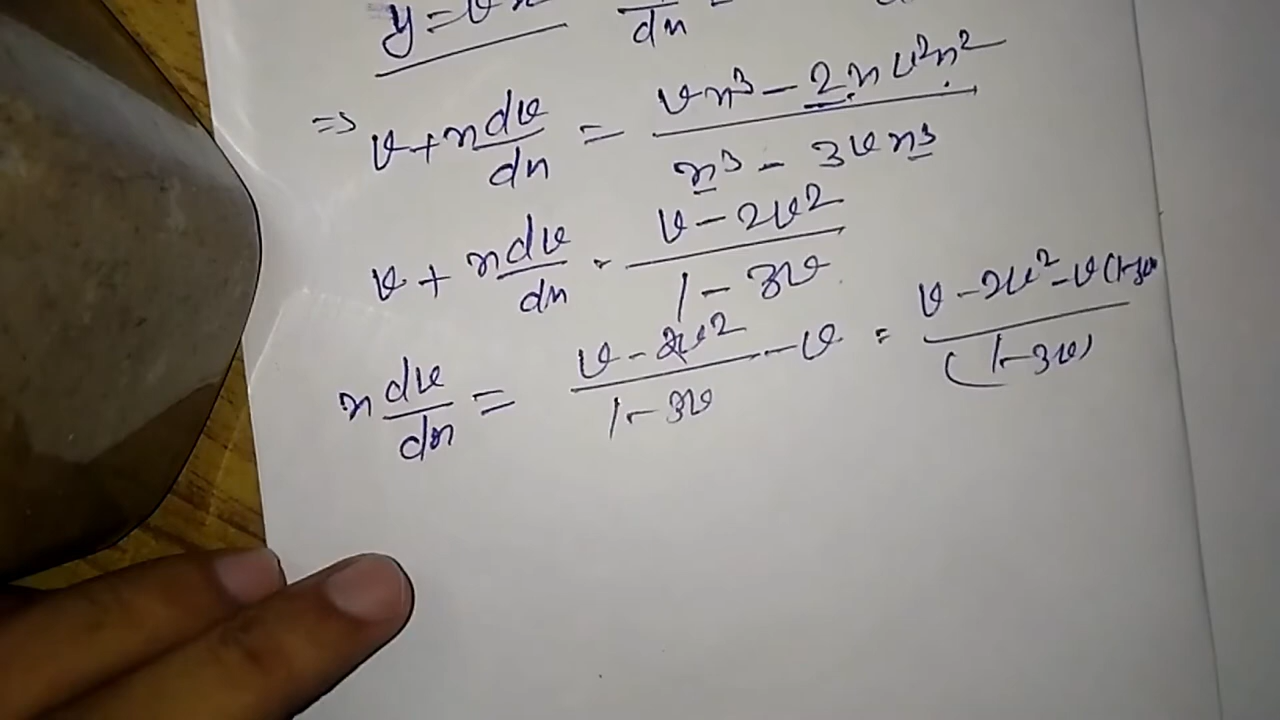 y = vx   /dx =
⇒ v + x dv/dx = (vx³ - 2xv²x²)/(x³ - 3vx³)
v + x dv/dx = (v - 2v²)/(1 - 3v)
x dv/dx = (v - 2v²)/(1 - 3v) - v = (v - 2v² - v(1-3v)/(1-3v)